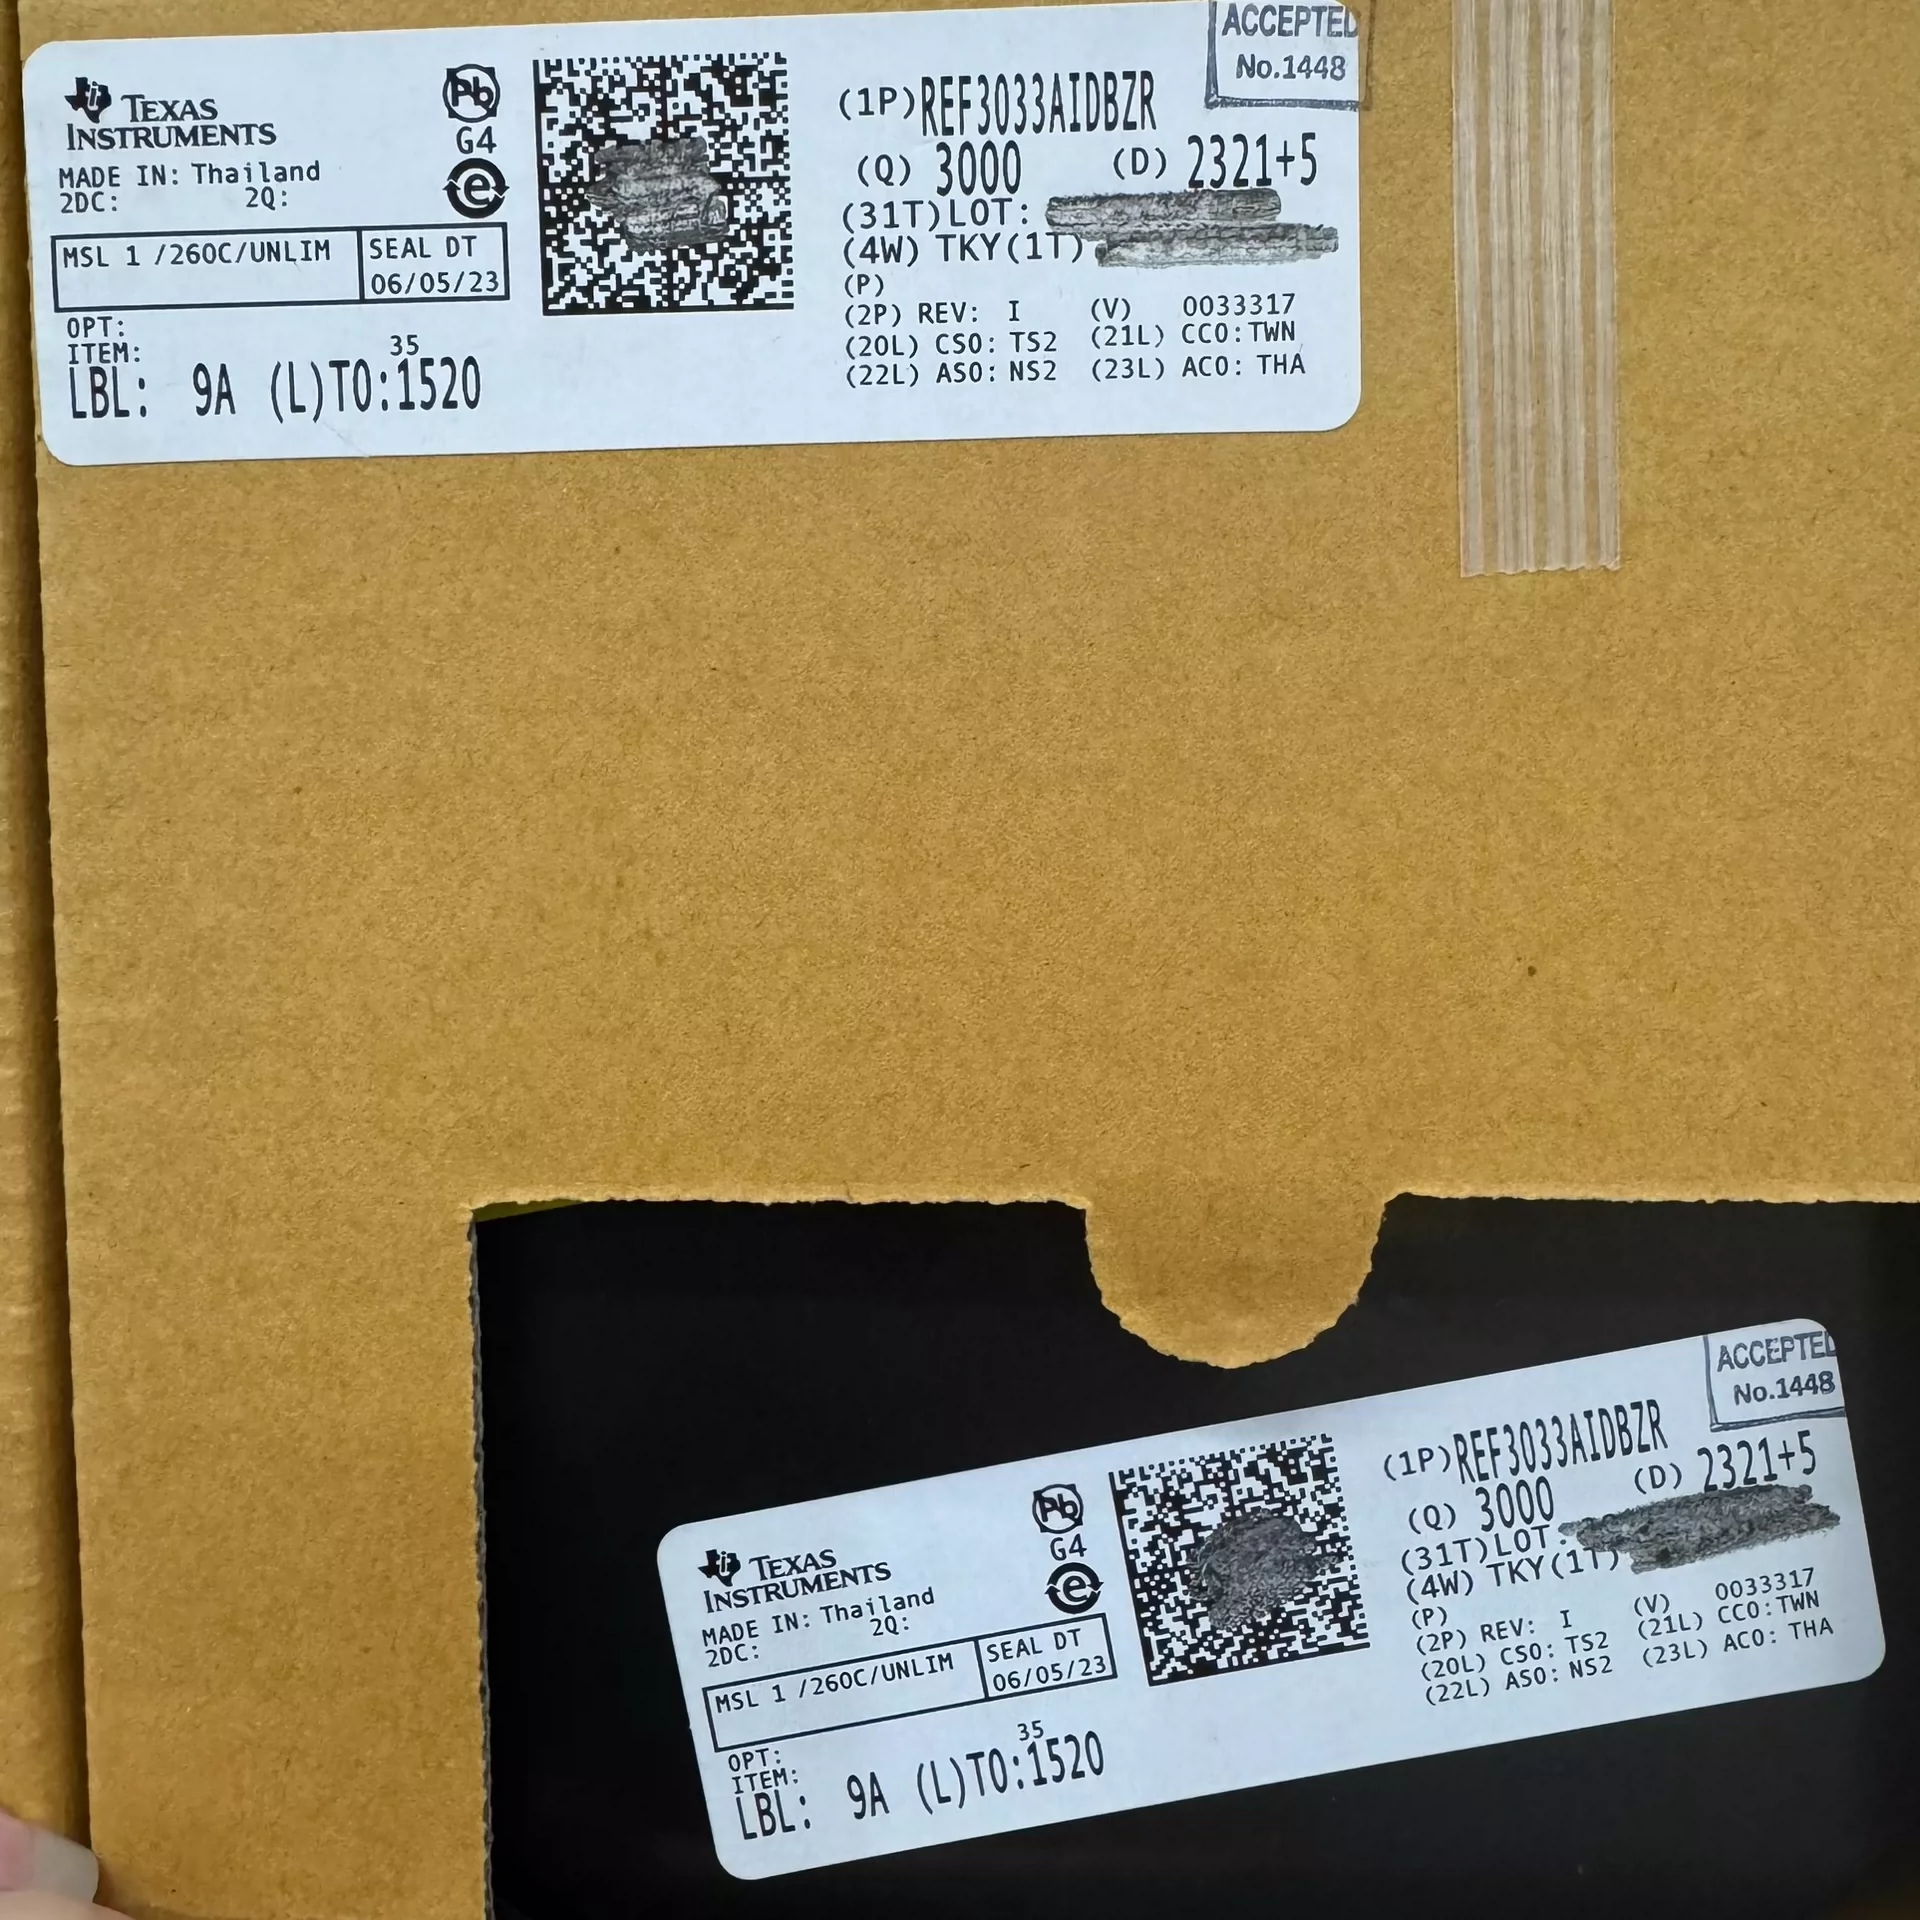 TEXAS
INSTRUMENTS
MADE IN: Thailand
2DC: 2Q:
MSL 1 /260C/UNLIM
SEAL DT
06/05/23
OPT:
ITEM:
35
LBL: 9A (L)TO:1520
Pb
G4
e
ACCEPTED
No.1448
(1P)REF3033AIDBZR
(Q) 3000 (D) 2321+5
(31T)LOT:
(4W) TKY(1T)
(P)
(2P) REV: I (V) 0033317
(20L) CSO: TS2 (21L) CCO:TWN
(22L) ASO: NS2 (23L) ACO: THA
TEXAS
INSTRUMENTS
MADE IN: Thailand
2DC: 2Q:
MSL 1 /260C/UNLIM
SEAL DT
06/05/23
OPT:
ITEM:
35
LBL: 9A (L)TO:1520
Pb
G4
e
ACCEPTED
No.1448
(1P)REF3033AIDBZR
(Q) 3000 (D) 2321+5
(31T)LOT:
(4W) TKY(1T)
(P)
(2P) REV: I (V) 0033317
(20L) CSO: TS2 (21L) CCO:TWN
(22L) ASO: NS2 (23L) ACO: THA